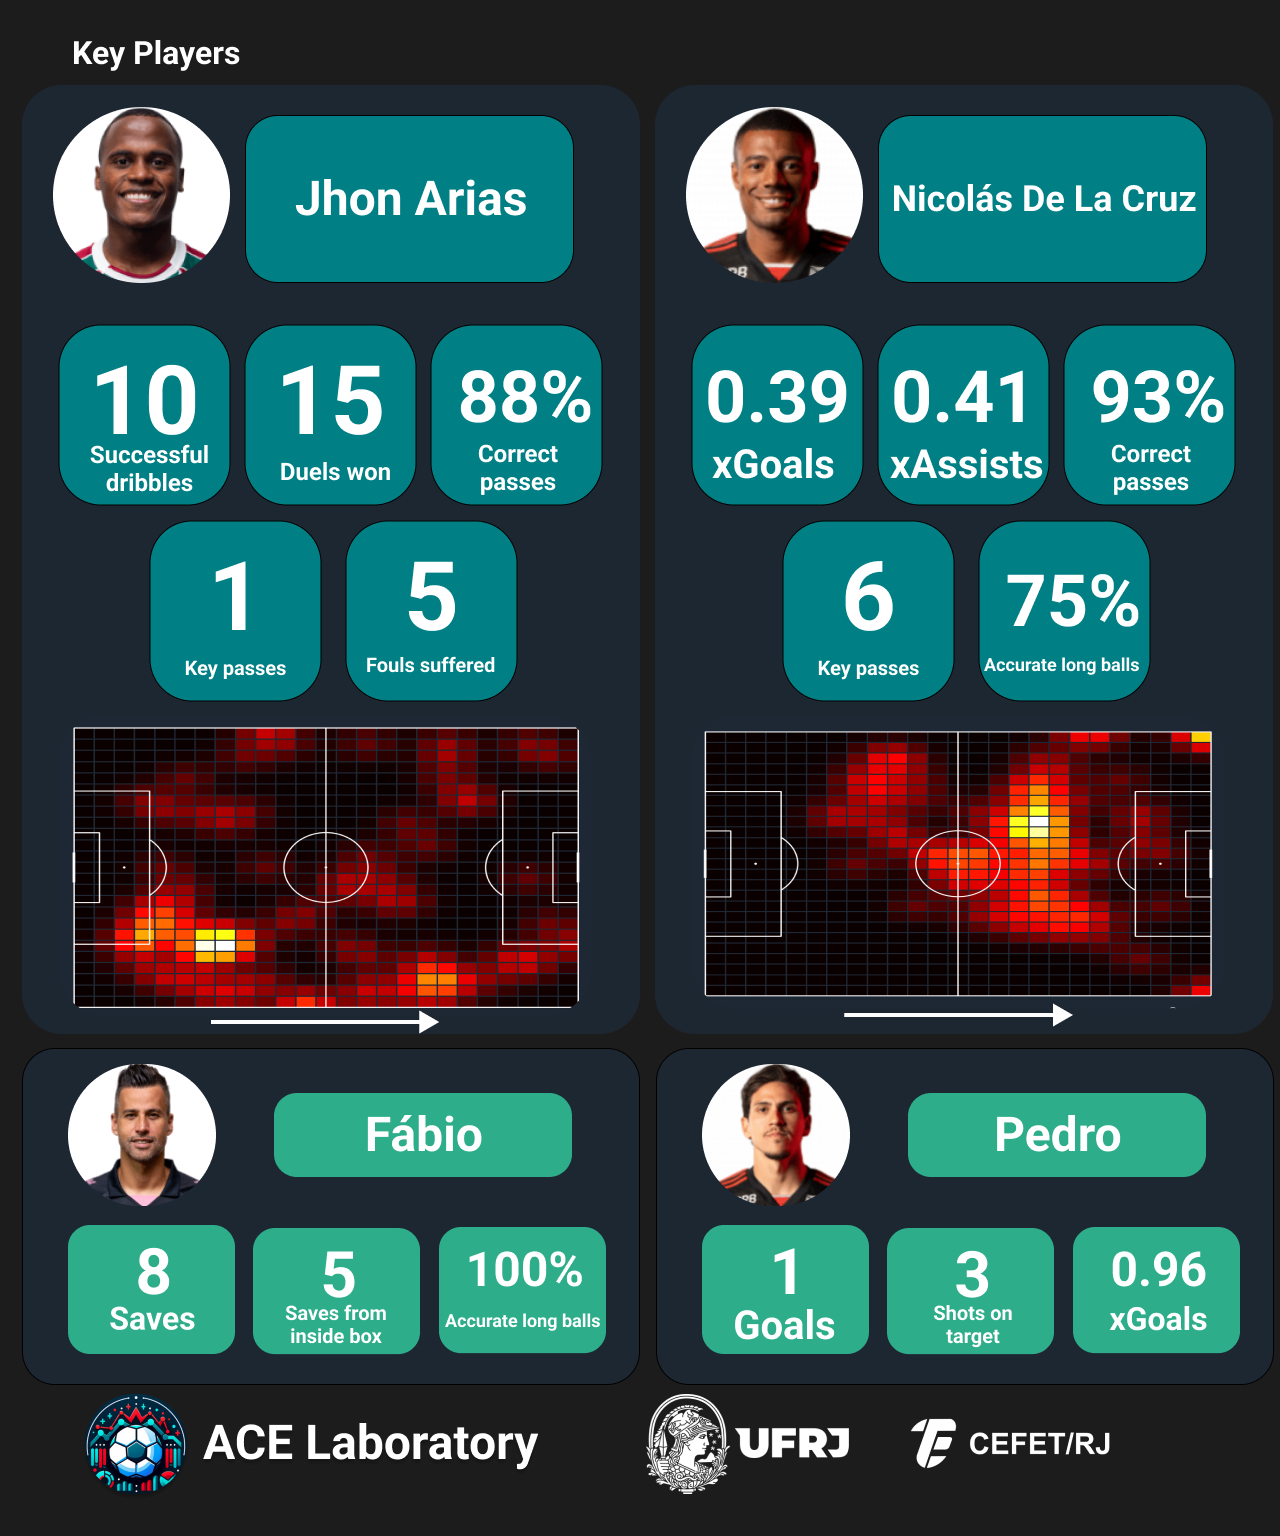 Key Players
Jhon Arias
10
Successful
dribbles
15
Duels won
88%
Correct
passes
1
Key passes
5
Fouls suffered
Nicolás De La Cruz
0.39
xGoals
0.41
xAssists
93%
Correct
passes
6
Key passes
75%
Accurate long balls
Fábio
8
Saves
5
Saves from
inside box
100%
Accurate long balls
Pedro
1
Goals
3
Shots on
target
0.96
xGoals
ACE Laboratory
UFRJ
CEFET/RJ